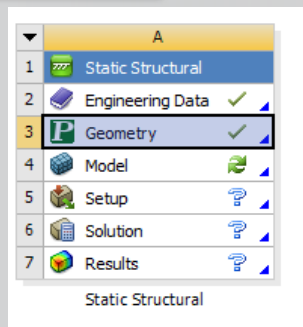 A
1 Static Structural
2 Engineering Data
3 P Geometry
4 Model
5 Setup ?
6 Solution ?
7 Results ?
Static Structural